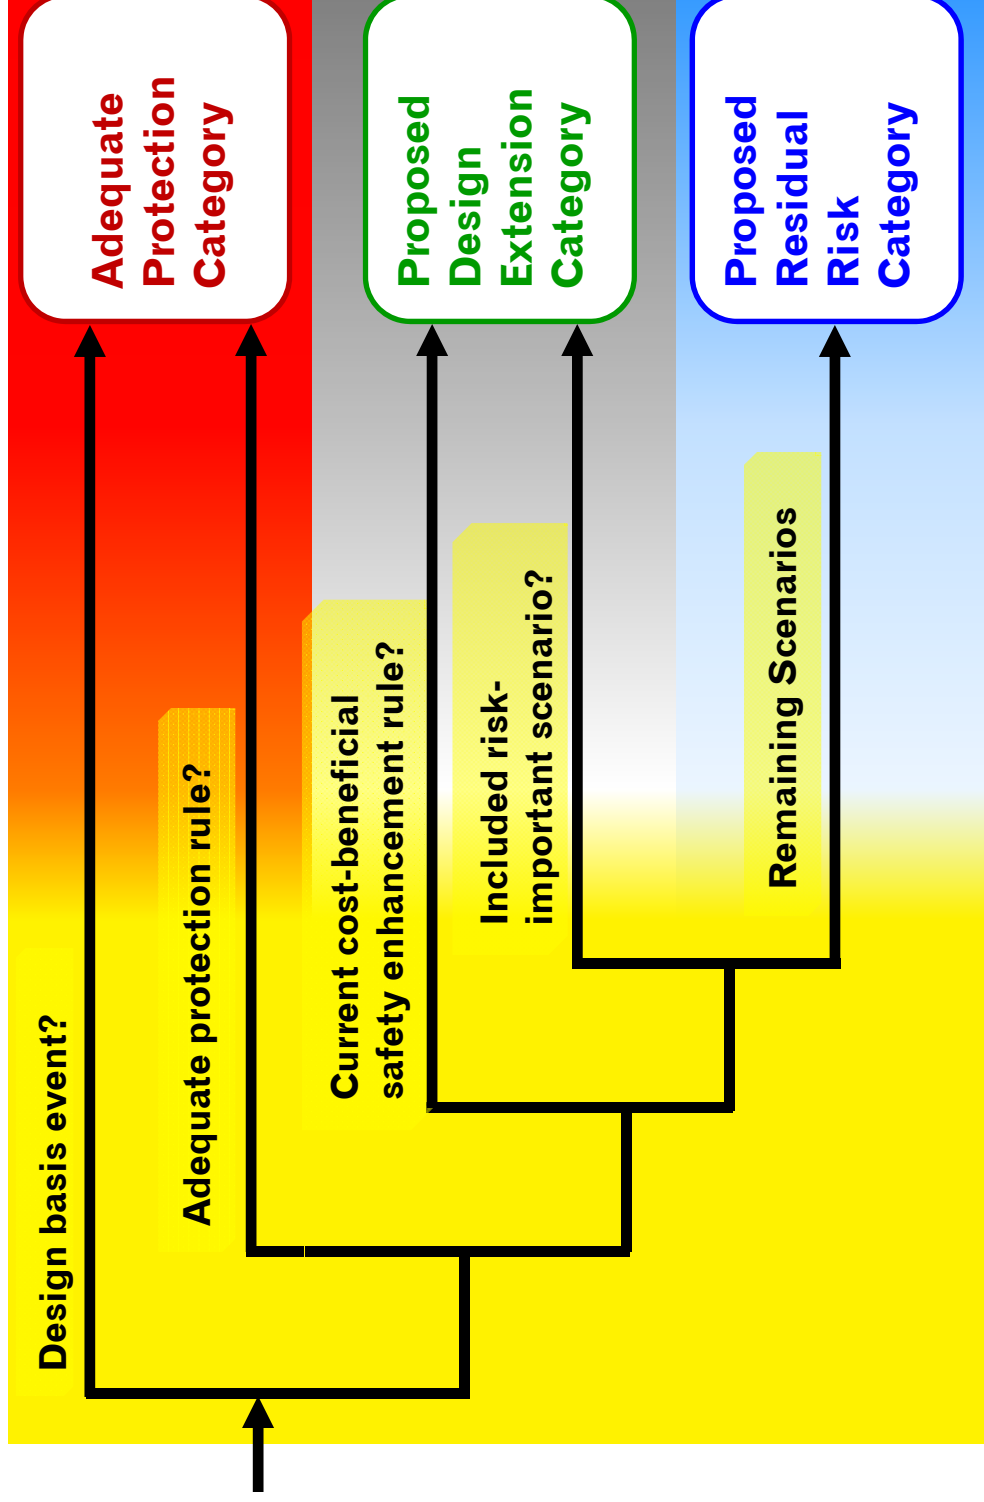 Adequate
Protection
Category
Proposed
Design
Extension
Category
Proposed
Residual
Risk
Category
Design basis event?
Adequate protection rule?
Current cost-beneficial
safety enhancement rule?
Included risk-
important scenario?
Remaining Scenarios